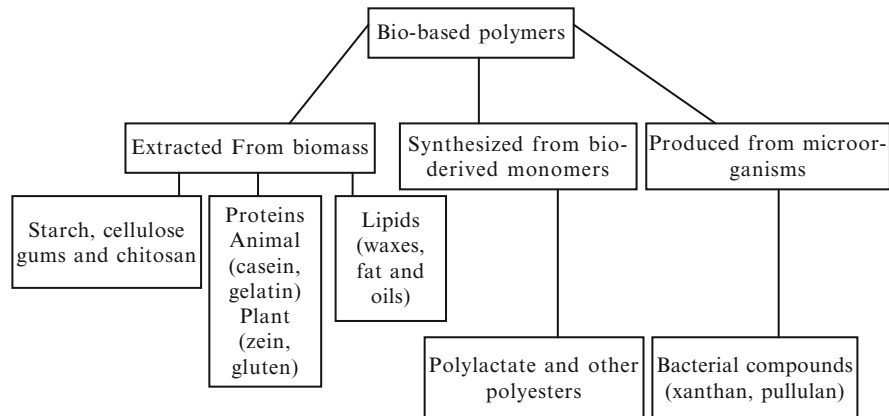 Bio-based polymers
Extracted From biomass
Synthesized from bio-
derived monomers
Produced from microor-
ganisms
Starch, cellulose
gums and chitosan
Proteins
Animal
(casein,
gelatin)
Plant
(zein,
gluten)
Lipids
(waxes,
fat and
oils)
Polylactate and other
polyesters
Bacterial compounds
(xanthan, pullulan)